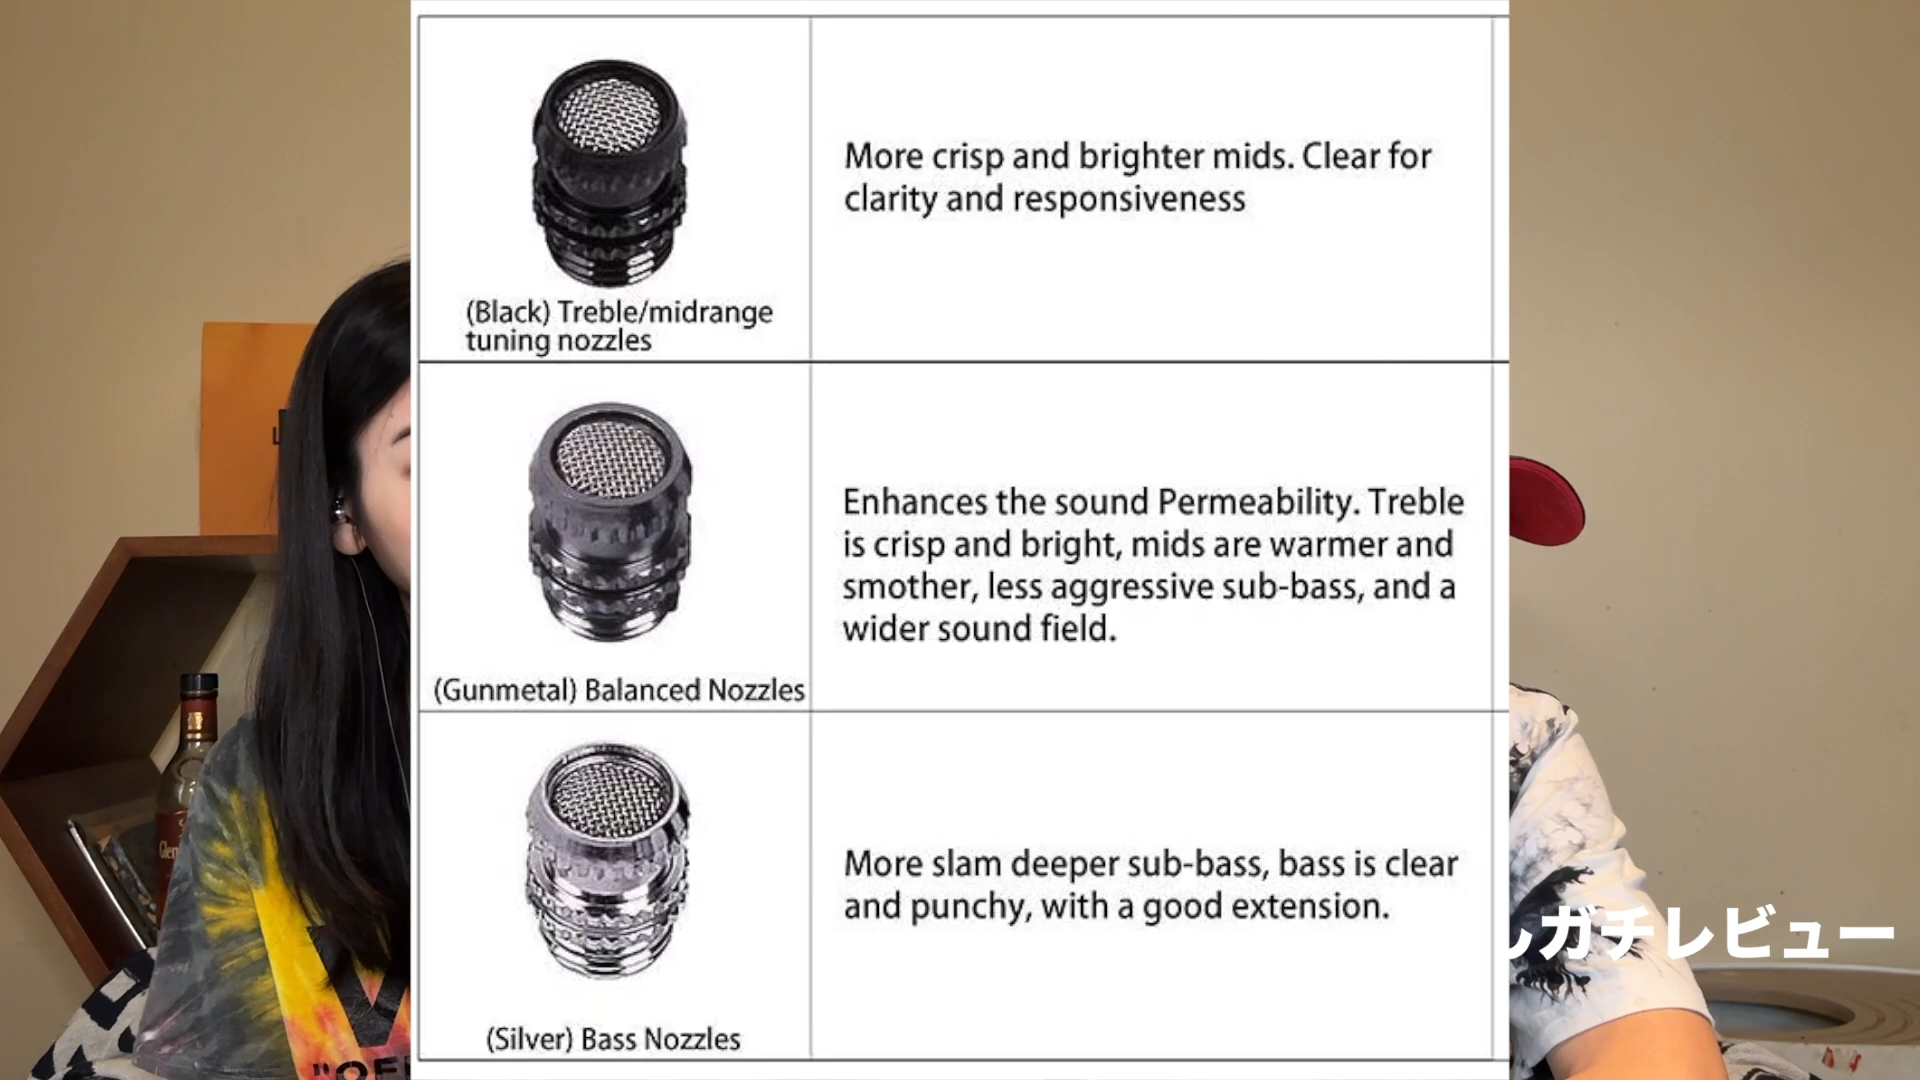 More crisp and brighter mids. Clear for
clarity and responsiveness
(Black) Treble/midrange
tuning nozzles
Enhances the sound Permeability. Treble
is crisp and bright, mids are warmer and
smother, less aggressive sub-bass, and a
wider sound field.
(Gunmetal) Balanced Nozzles
More slam deeper sub-bass, bass is clear
and punchy, with a good extension.
(Silver) Bass Nozzles
ガチレビュー
Glen